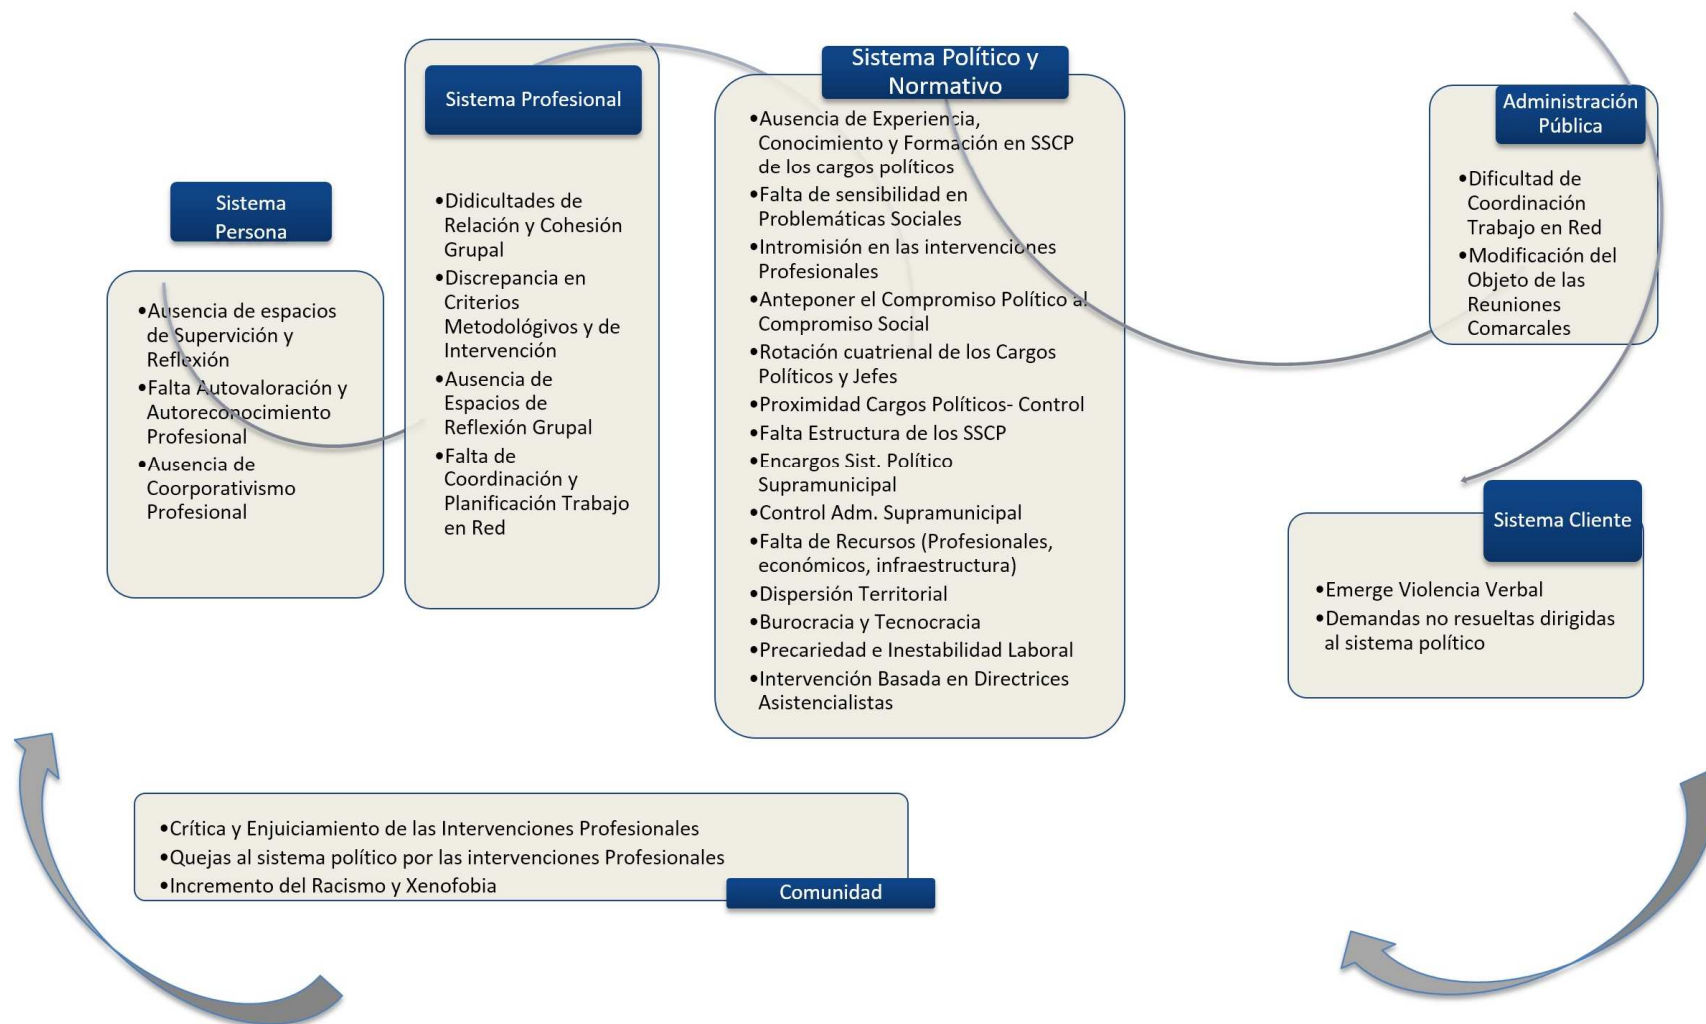 Sistema
Persona
•Ausencia de espacios
de Supervición y
Reflexión
•Falta Autovaloración y
Autoreconocimiento
Profesional
•Ausencia de
Coorporativismo
Profesional
Sistema Profesional
•Didicultades de
Relación y Cohesión
Grupal
•Discrepancia en
Criterios
Metodológivos y de
Intervención
•Ausencia de
Espacios de
Reflexión Grupal
•Falta de
Coordinación y
Planificación Trabajo
en Red
Sistema Político y
Normativo
•Ausencia de Experiencia,
Conocimiento y Formación en SSCP
de los cargos políticos
•Falta de sensibilidad en
Problemáticas Sociales
•Intromisión en las intervenciones
Profesionales
•Anteponer el Compromiso Político al
Compromiso Social
•Rotación cuatrienal de los Cargos
Políticos y Jefes
•Proximidad Cargos Políticos- Control
•Falta Estructura de los SSCP
•Encargos Sist. Político
Supramunicipal
•Control Adm. Supramunicipal
•Falta de Recursos (Profesionales,
económicos, infraestructura)
•Dispersión Territorial
•Burocracia y Tecnocracia
•Precariedad e Inestabilidad Laboral
•Intervención Basada en Directrices
Asistencialistas
Administración
Pública
•Dificultad de
Coordinación
Trabajo en Red
•Modificación del
Objeto de las
Reuniones
Comarcales
Sistema Cliente
•Emerge Violencia Verbal
•Demandas no resueltas dirigidas
al sistema político
•Crítica y Enjuiciamiento de las Intervenciones Profesionales
•Quejas al sistema político por las intervenciones Profesionales
•Incremento del Racismo y Xenofobia
Comunidad